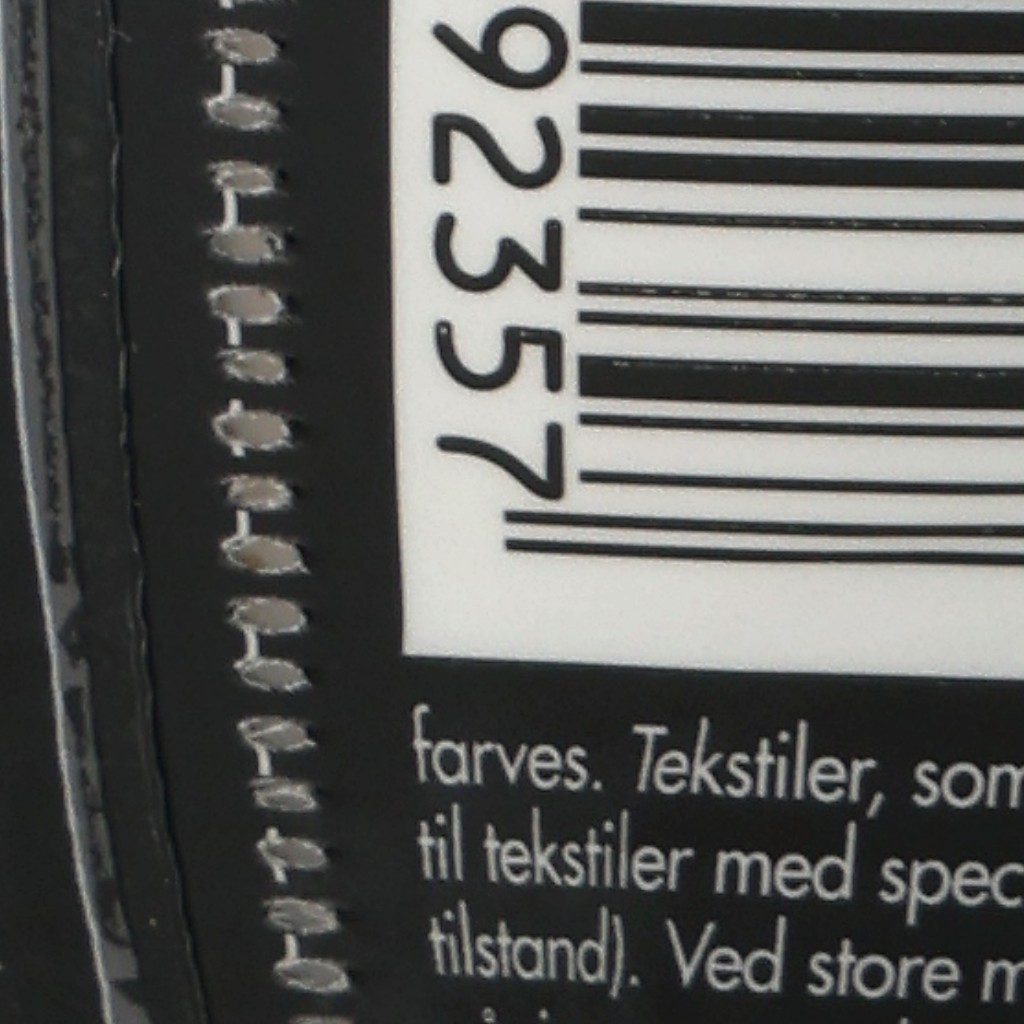 92357
farves. Tekstiler, som
til tekstiler med spec
tilstand). Ved store m